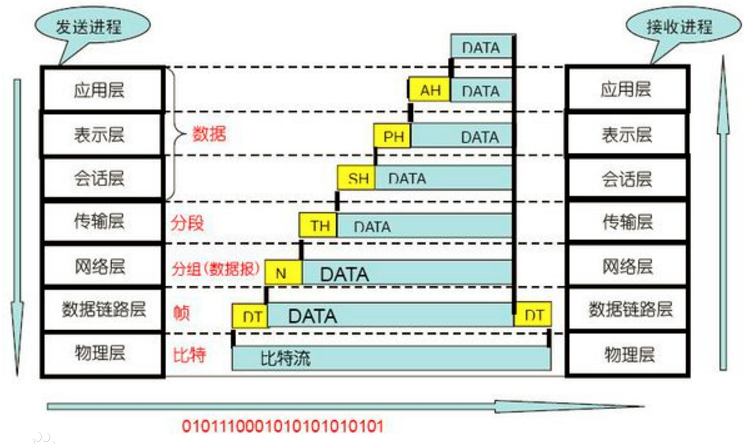 发送进程
接收进程
DATA
应用层
AH
DATA
应用层
表示层
数据
PH
DATA
表示层
会话层
SH
DATA
会话层
传输层
分段
TH
DATA
传输层
网络层
分组(数据报)
N
DATA
网络层
数据链路层
帧
DT
DATA
DT
数据链路层
物理层
比特
比特流
物理层
0101110001010101010101